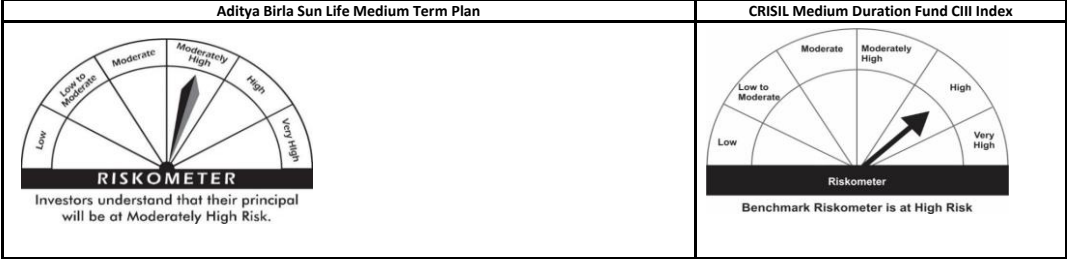 Aditya Birla Sun Life Medium Term Plan
Low
Low to
Moderate
Moderate
Moderately
High
High
Very High
RISKOMETER
Investors understand that their principal
will be at Moderately High Risk.
CRISIL Medium Duration Fund CIII Index
Low
Low to
Moderate
Moderate
Moderately
High
High
Very
High
Riskometer
Benchmark Riskometer is at High Risk